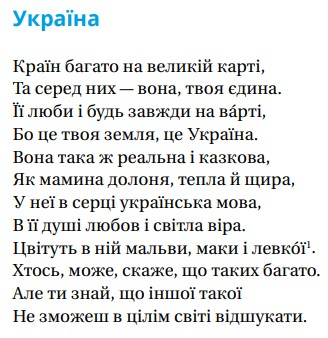 Україна
Країн багато на великій карті,
Та серед них — вона, твоя єдина.
Її люби і будь завжди на ва́рті,
Бо це твоя земля, це Україна.
Вона така ж реальна і казкова,
Як мамина долоня, тепла й щира,
У неї в серці українська мова,
В її душі любов і світла віра.
Цвітуть в ній мальви, маки і левко́ї¹.
Хтось, може, скаже, що таких багато.
Але ти знай, що іншої такої
Не зможеш в цілім світі відшукати.